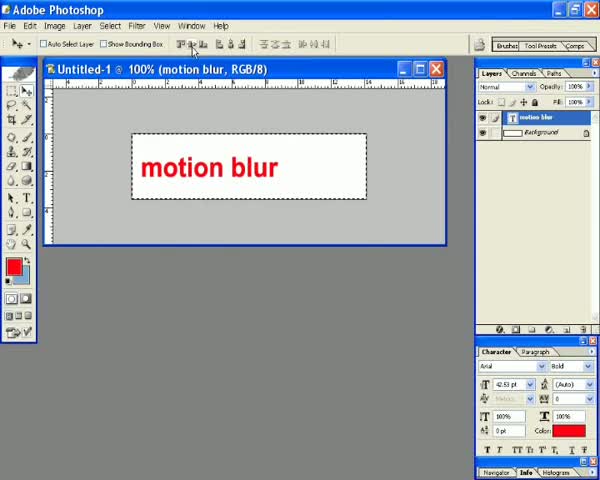 Adobe Photoshop
File Edit Image Layer Select Filter View Window Help
Auto Select Layer Show Bounding Box
Brushes Tool Presets Comps
Untitled-1 @ 100% (motion blur, RGB/8)
motion blur
Layers Channels Paths
Normal Opacity: 100%
Lock: Fill: 100%
T motion blur
Background
Character Paragraph
Arial Bold
42.53 pt (Auto)
Metrics 0
100% 100%
0 pt Color:
T T TT Tт T T
Navigator Info Histogram